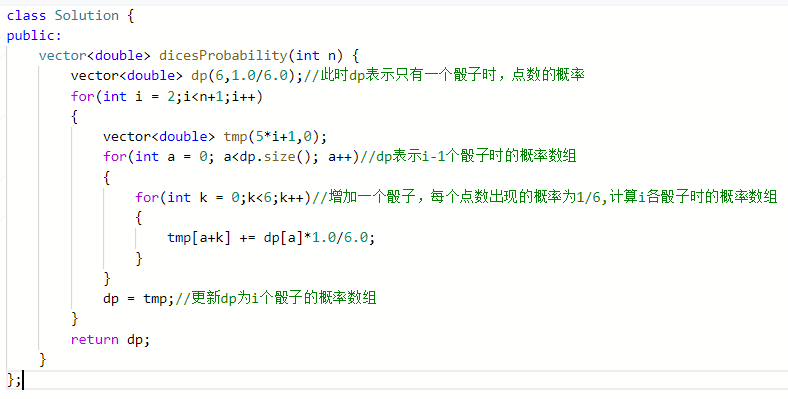 class Solution {
public:
    vector<double> dicesProbability(int n) {
        vector<double> dp(6,1.0/6.0);//此时dp表示只有一个骰子时，点数的概率
        for(int i = 2;i<n+1;i++)
        {
            vector<double> tmp(5*i+1,0);
            for(int a = 0; a<dp.size(); a++)//dp表示i-1个骰子时的概率数组
            {
                for(int k = 0;k<6;k++)//增加一个骰子，每个点数出现的概率为1/6,计算i各骰子时的概率数组
                {
                    tmp[a+k] += dp[a]*1.0/6.0;
                }
            }
            dp = tmp;//更新dp为i个骰子的概率数组
        }
        return dp;
    }
};